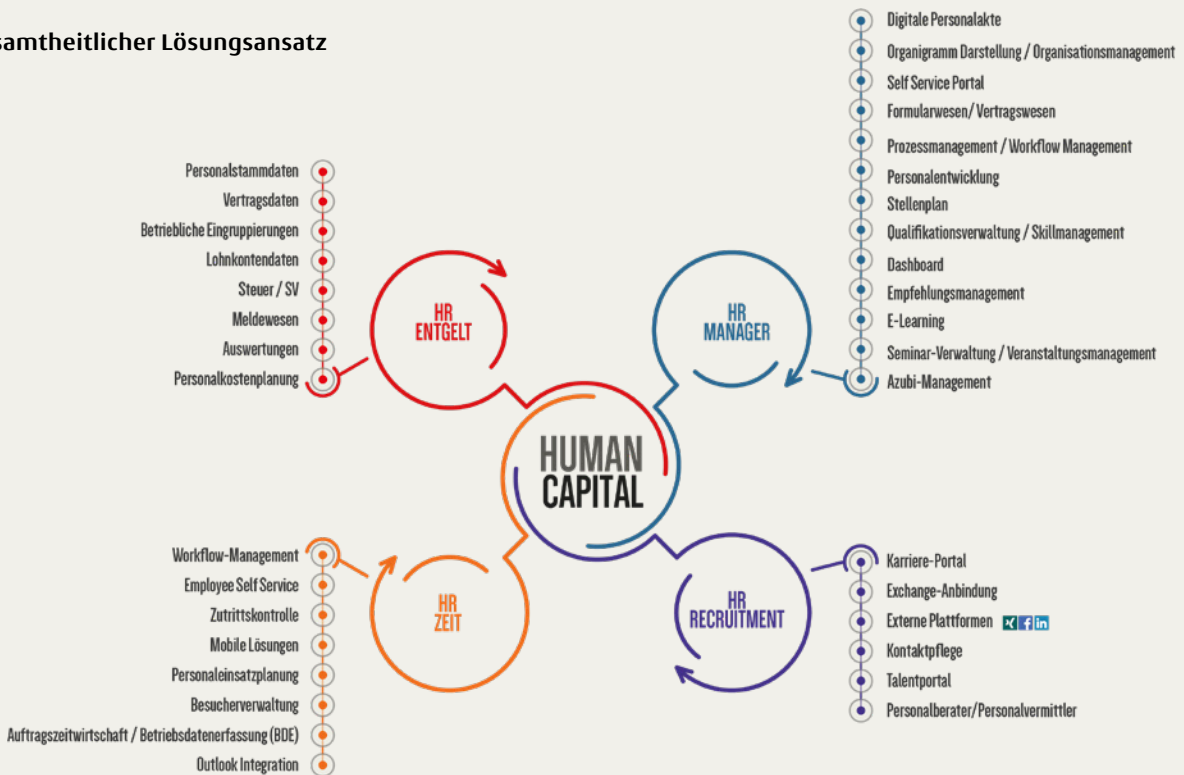 samtheitlicher Lösungsansatz
Personalstammdaten
Vertragsdaten
Betriebliche Eingruppierungen
Lohnkontendaten
Steuer / SV
Meldewesen
Auswertungen
Personalkostenplanung
HR
ENTGELT
Digitale Personalakte
Organigramm Darstellung / Organisationsmanagement
Self Service Portal
Formularwesen/ Vertragswesen
Prozessmanagement / Workflow Management
Personalentwicklung
Stellenplan
Qualifikationsverwaltung / Skillmanagement
Dashboard
Empfehlungsmanagement
E-Learning
Seminar-Verwaltung / Veranstaltungsmanagement
Azubi-Management
HR
MANAGER
HUMAN
CAPITAL
Workflow-Management
Employee Self Service
Zutrittskontrolle
Mobile Lösungen
Personaleinsatzplanung
Besucherverwaltung
Auftragszeitwirtschaft / Betriebsdatenerfassung (BDE)
Outlook Integration
HR
ZEIT
HR
RECRUITMENT
Karriere-Portal
Exchange-Anbindung
Externe Plattformen f in
Kontaktpflege
Talentportal
Personalberater/Personalvermittler